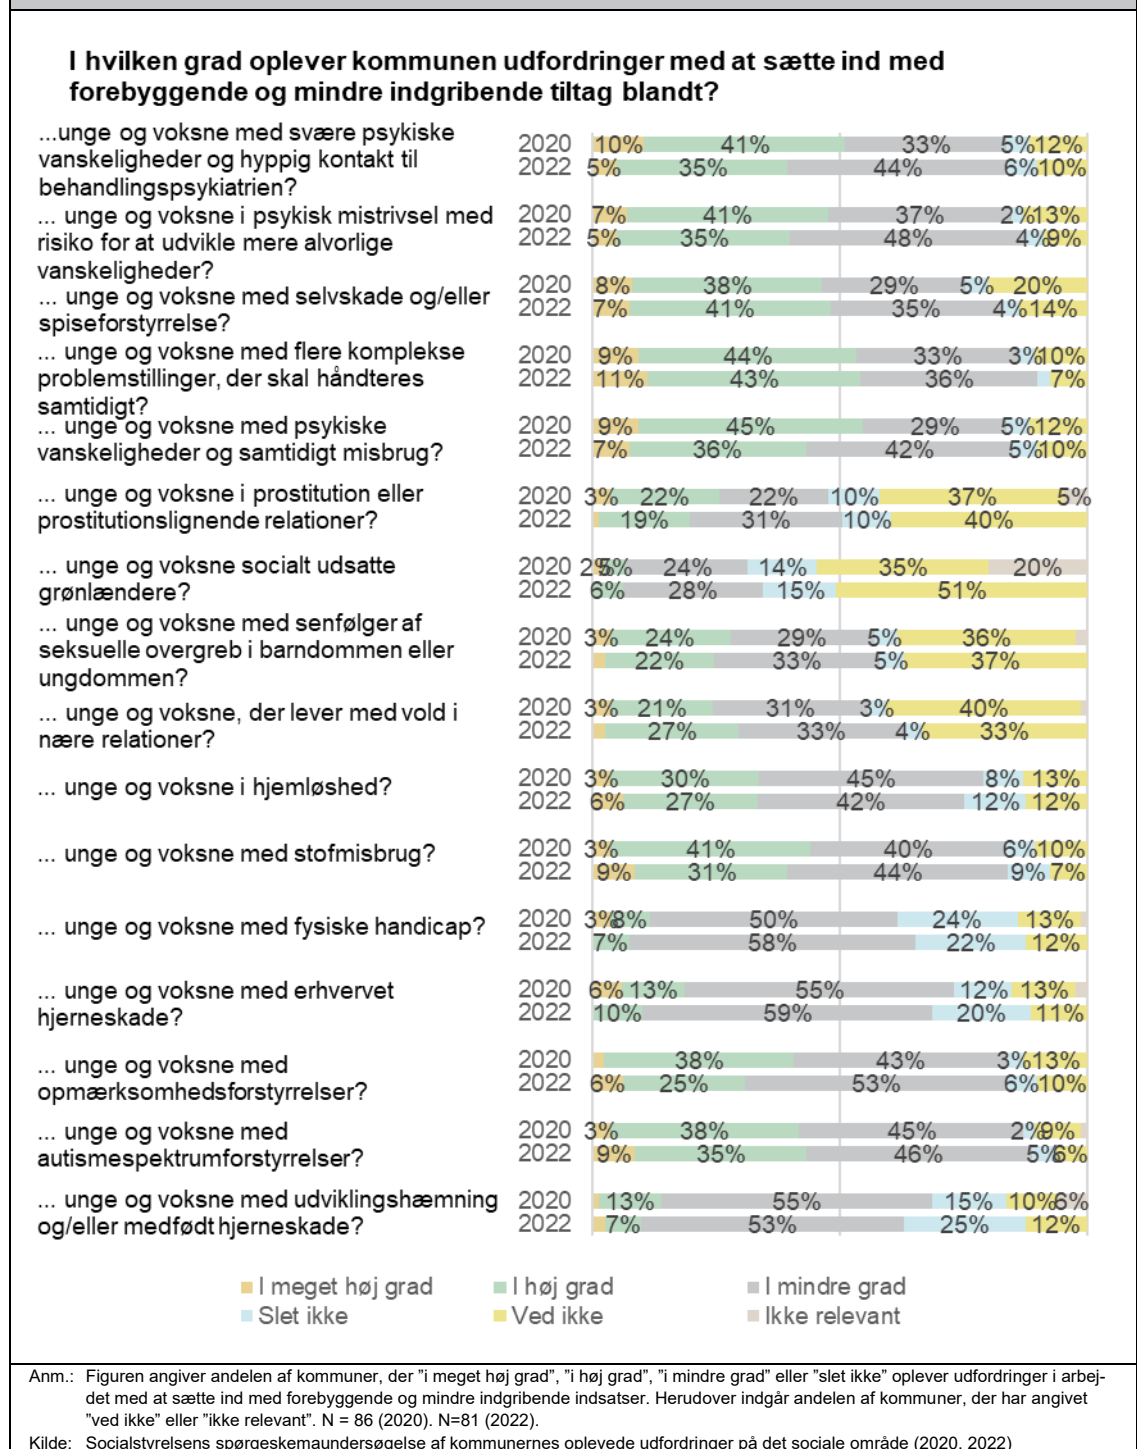 I hvilken grad oplever kommunen udfordringer med at sætte ind med
forebyggende og mindre indgribende tiltag blandt?
...unge og voksne med svære psykiske
vanskeligheder og hyppig kontakt til
behandlingspsykiatrien?
2020 10% 41% 33% 5% 12%
2022 5% 35% 44% 6% 10%
... unge og voksne i psykisk mistrivsel med
risiko for at udvikle mere alvorlige
vanskeligheder?
2020 7% 41% 37% 2% 13%
2022 5% 35% 48% 4% 9%
... unge og voksne med selvskade og/eller
spiseforstyrrelse?
2020 8% 38% 29% 5% 20%
2022 7% 41% 35% 4% 14%
... unge og voksne med flere komplekse
problemstillinger, der skal håndteres
samtidigt?
2020 9% 44% 33% 3% 10%
2022 11% 43% 36% 7%
... unge og voksne med psykiske
vanskeligheder og samtidigt misbrug?
2020 9% 45% 29% 5% 12%
2022 7% 36% 42% 5% 10%
... unge og voksne i prostitution eller
prostitutionslignende relationer?
2020 3% 22% 22% 10% 37% 5%
2022 19% 31% 10% 40%
... unge og voksne socialt udsatte
grønlændere?
2020 2% 5% 24% 14% 35% 20%
2022 6% 28% 15% 51%
... unge og voksne med senfølger af
seksuelle overgreb i barndommen eller
ungdommen?
2020 3% 24% 29% 5% 36%
2022 22% 33% 5% 37%
... unge og voksne, der lever med vold i
nære relationer?
2020 3% 21% 31% 3% 40%
2022 27% 33% 4% 33%
... unge og voksne i hjemløshed?
2020 3% 30% 45% 8% 13%
2022 6% 27% 42% 12% 12%
... unge og voksne med stofmisbrug?
2020 3% 41% 40% 6% 10%
2022 9% 31% 44% 9% 7%
... unge og voksne med fysiske handicap?
2020 3% 8% 50% 24% 13%
2022 7% 58% 22% 12%
... unge og voksne med erhvervet
hjerneskade?
2020 6% 13% 55% 12% 13%
2022 10% 59% 20% 11%
... unge og voksne med
opmærksomhedsforstyrrelser?
2020 38% 43% 3% 13%
2022 6% 25% 53% 6% 10%
... unge og voksne med
autismespektrumforstyrrelser?
2020 3% 38% 45% 2% 9%
2022 9% 35% 46% 5% 6%
... unge og voksne med udviklingshæmning
og/eller medfødt hjerneskade?
2020 13% 55% 15% 10% 6%
2022 7% 53% 25% 12%
I meget høj grad I høj grad I mindre grad
Slet ikke Ved ikke Ikke relevant
Anm.: Figuren angiver andelen af kommuner, der ”i meget høj grad”, ”i høj grad”, ”i mindre grad” eller ”slet ikke” oplever udfordringer i arbej-
det med at sætte ind med forebyggende og mindre indgribende indsatser. Herudover indgår andelen af kommuner, der har angivet
”ved ikke” eller ”ikke relevant”. N = 86 (2020). N=81 (2022).
Kilde: Socialstyrelsens spørgeskemaundersøgelse af kommunernes oplevede udfordringer på det sociale område (2020, 2022)